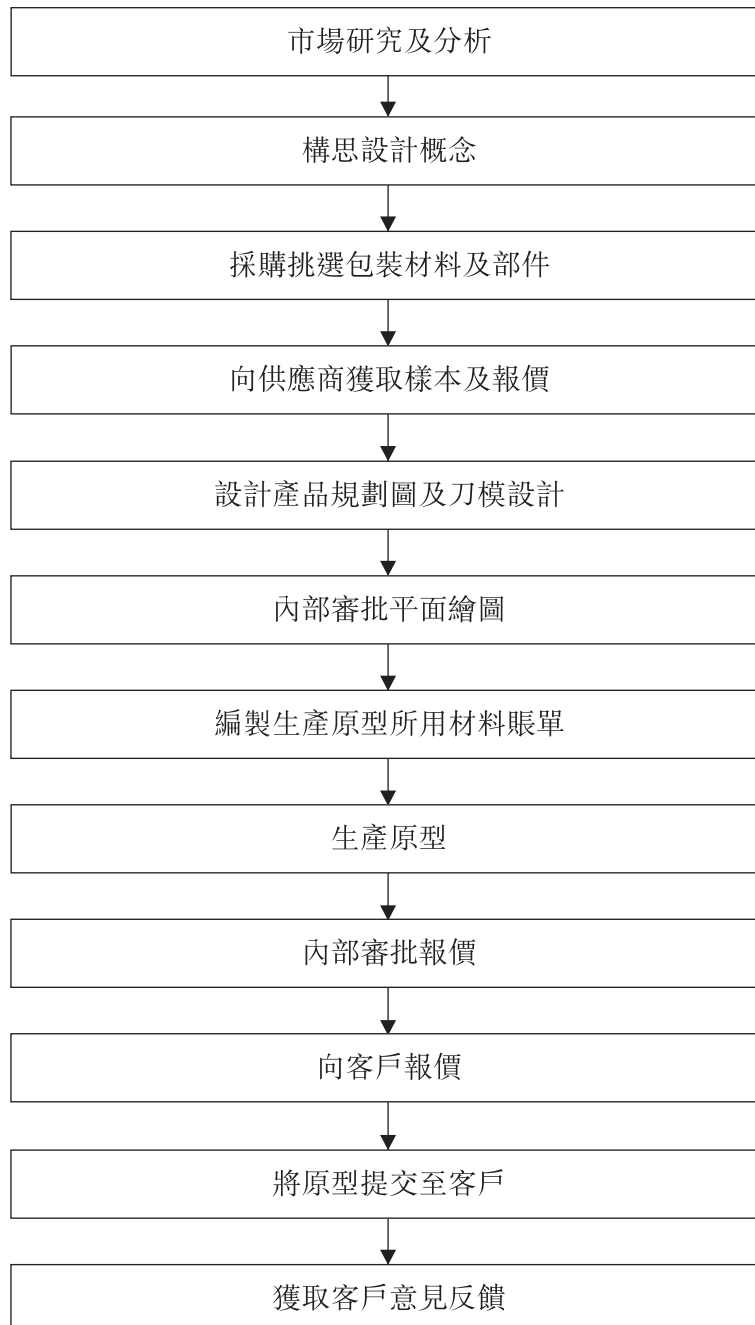 市場研究及分析
構思設計概念
採購挑選包裝材料及部件
向供應商獲取樣本及報價
設計產品規劃圖及刀模設計
內部審批平面繪圖
編製生產原型所用材料賬單
生產原型
內部審批報價
向客戶報價
將原型提交至客戶
獲取客戶意見反饋